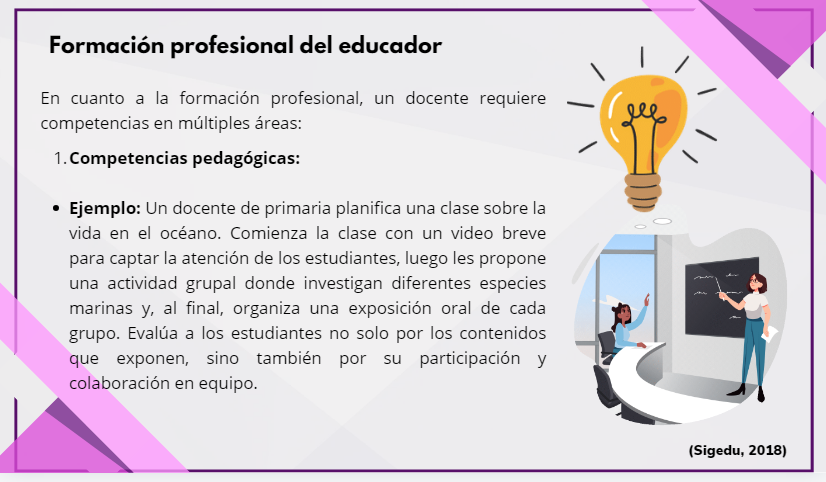 Formación profesional del educador
En cuanto a la formación profesional, un docente requiere
competencias en múltiples áreas:
1. Competencias pedagógicas:
• Ejemplo: Un docente de primaria planifica una clase sobre la
vida en el océano. Comienza la clase con un video breve
para captar la atención de los estudiantes, luego les propone
una actividad grupal donde investigan diferentes especies
marinas y, al final, organiza una exposición oral de cada
grupo. Evalúa a los estudiantes no solo por los contenidos
que exponen, sino también por su participación y
colaboración en equipo.
(Sigedu, 2018)